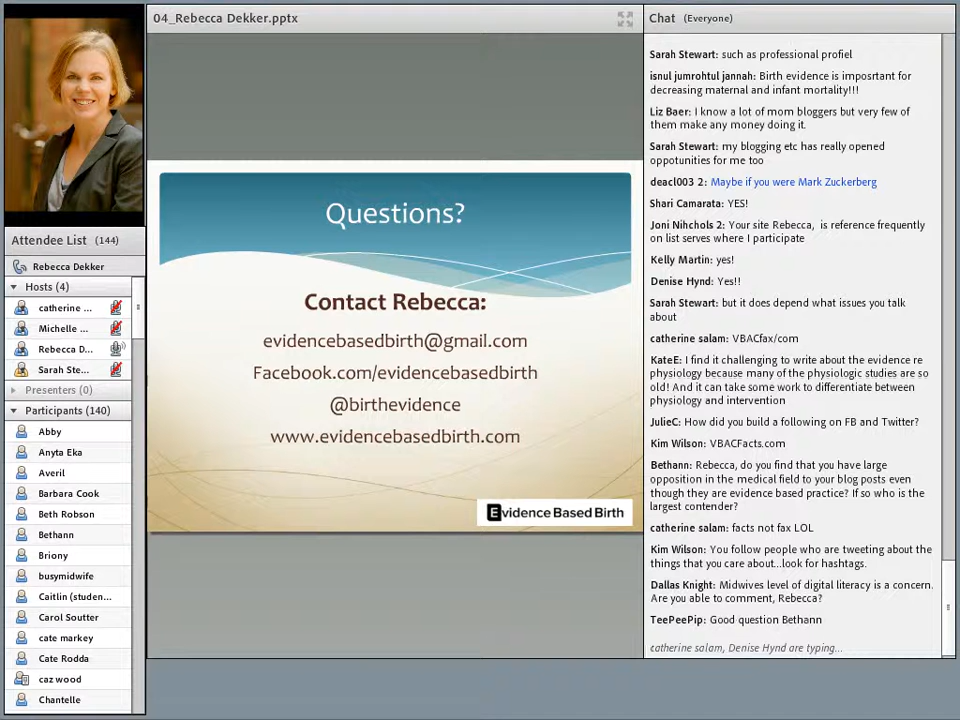 04_Rebecca Dekker.pptx
Attendee List (144)
Rebecca Dekker
Hosts (4)
catherine ...
Michelle ...
Rebecca D...
Sarah Ste...
Presenters (0)
Participants (140)
Abby
Anyta Eka
Averil
Barbara Cook
Beth Robson
Bethann
Briony
busymidwife
Caitlin (studen...
Carol Soutter
cate markey
Cate Rodda
caz wood
Chantelle
Questions?
Contact Rebecca:
evidencebasedbirth@gmail.com
Facebook.com/evidencebasedbirth
@birthevidence
www.evidencebasedbirth.com
Evidence Based Birth
Chat (Everyone)
Sarah Stewart: such as professional profiel
isnul jumrohtul jannah: Birth evidence is imposrtant for
decreasing maternal and infant mortality!!!
Liz Baer: I know a lot of mom bloggers but very few of
them make any money doing it.
Sarah Stewart: my blogging etc has really opened
oppotunities for me too
deacl003 2: Maybe if you were Mark Zuckerberg
Shari Camarata: YES!
Joni Nihchols 2: Your site Rebecca, is reference frequently
on list serves where I participate
Kelly Martin: yes!
Denise Hynd: Yes!!
Sarah Stewart: but it does depend what issues you talk
about
catherine salam: VBACfax/com
KateE: I find it challenging to write about the evidence re
physiology because many of the physiologic studies are so
old! And it can take some work to differentiate between
physiology and intervention
JulieC: How did you build a following on FB and Twitter?
Kim Wilson: VBACFacts.com
Bethann: Rebecca, do you find that you have large
opposition in the medical field to your blog posts even
though they are evidence based practice? If so who is the
largest contender?
catherine salam: facts not fax LOL
Kim Wilson: You follow people who are tweeting about the
things that you care about...look for hashtags.
Dallas Knight: Midwives level of digital literacy is a concern.
Are you able to comment, Rebecca?
TeePeePip: Good question Bethann
catherine salam, Denise Hynd are typing...